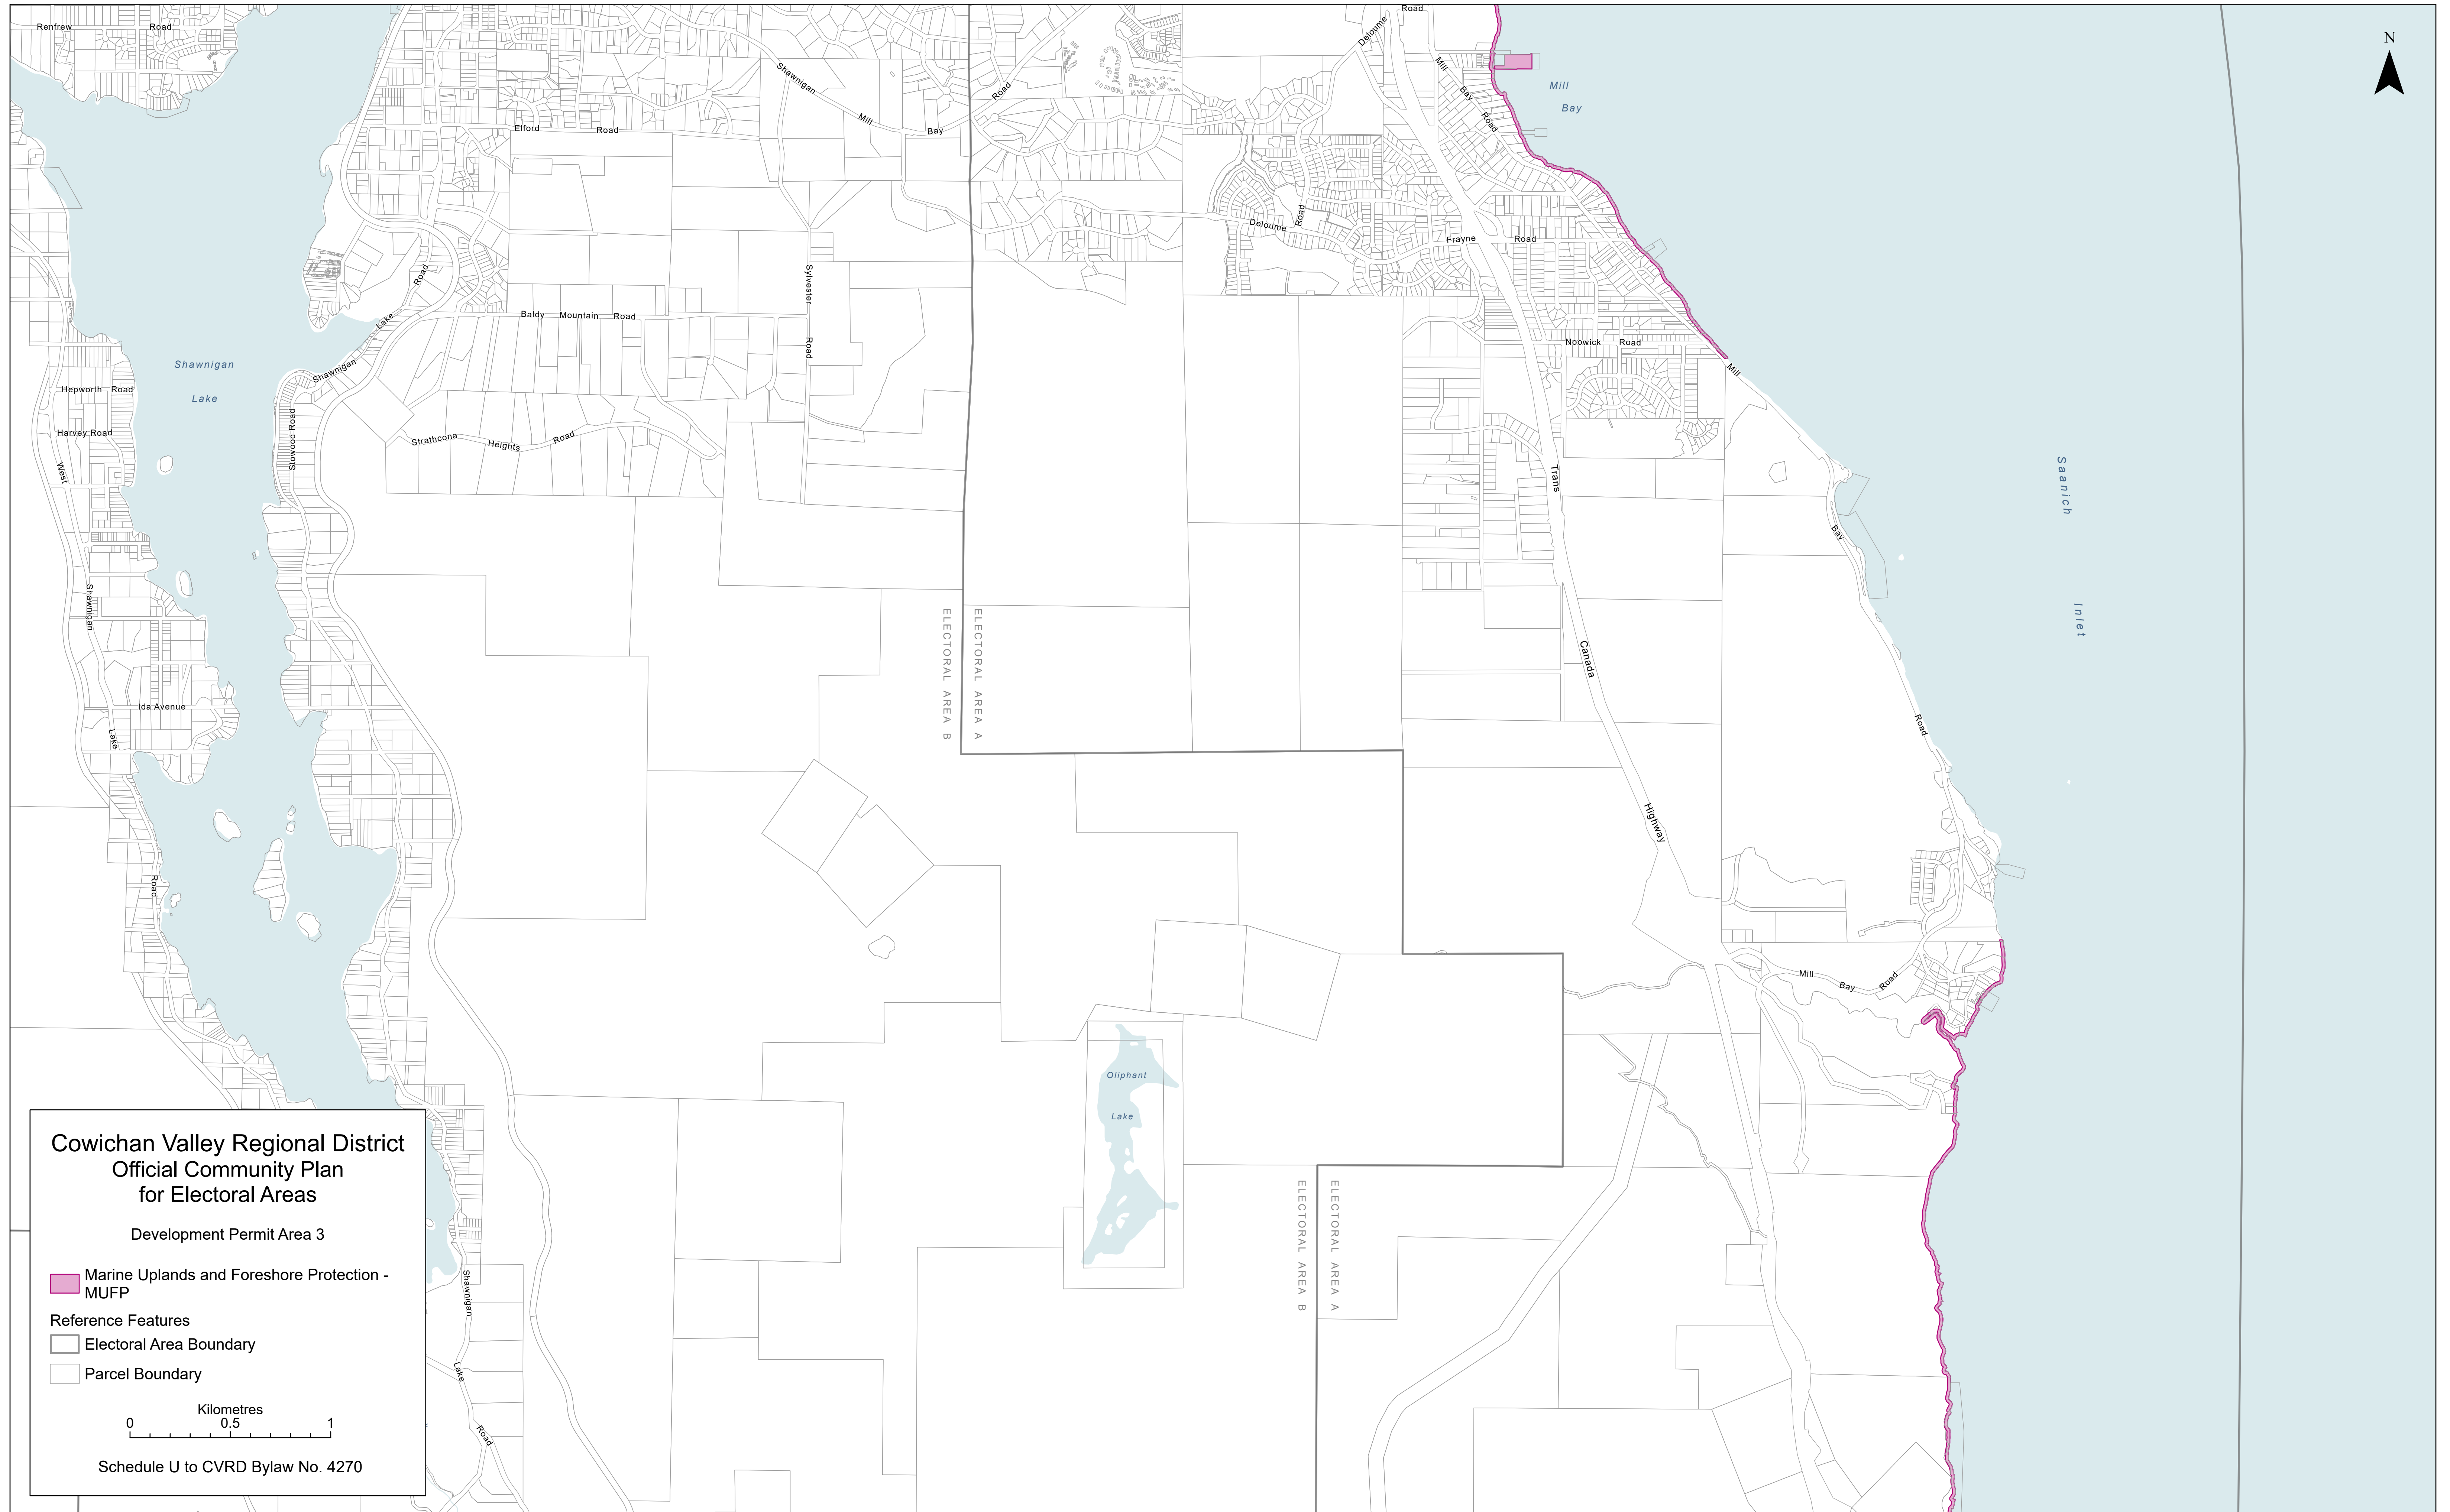 Renfrew Road
Shawnigan Mill Bay Road
Deloume Road
Mill Bay Road
Mill
Bay
N
Elford Road
Deloume Road
Frayne Road
Shawnigan Lake Road
Sylvester Road
Baldy Mountain Road
Noowick Road
Shawnigan
Lake
Hepworth Road
Harvey Road
Stowood Road
Strathcona Heights Road
West Shawnigan Lake Road
Ida Avenue
Mill Bay Road
Trans Canada Highway
Saanich
Inlet
ELECTORAL AREA B
ELECTORAL AREA A
Mill Bay Road
Oliphant
Lake
ELECTORAL AREA B
ELECTORAL AREA A
Shawnigan Lake Road
Cowichan Valley Regional District
Official Community Plan
for Electoral Areas
Development Permit Area 3
Marine Uplands and Foreshore Protection -
MUFP
Reference Features
Electoral Area Boundary
Parcel Boundary
Kilometres
0 0.5 1
Schedule U to CVRD Bylaw No. 4270